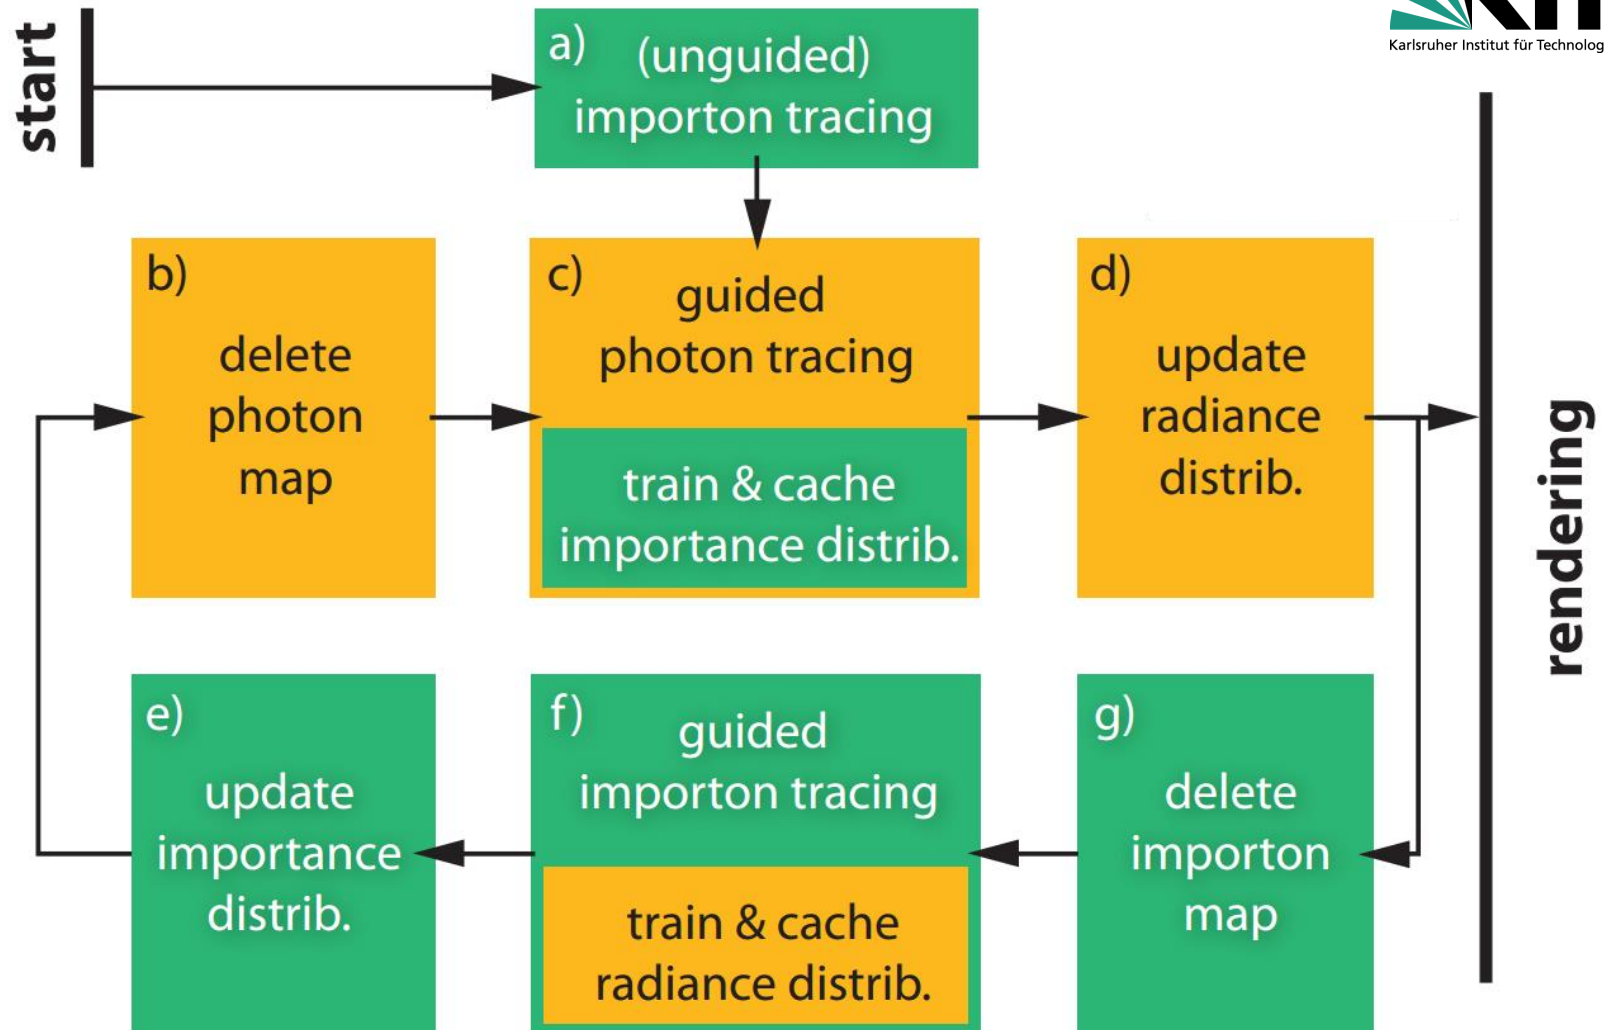 start
a)
(unguided)
importon tracing
Karlsruher Institut für Technolog
b)
delete
photon
map
c)
guided
photon tracing
train & cache
importance distrib.
d)
update
radiance
distrib.
rendering
e)
update
importance
distrib.
f)
guided
importon tracing
train & cache
radiance distrib.
g)
delete
importon
map